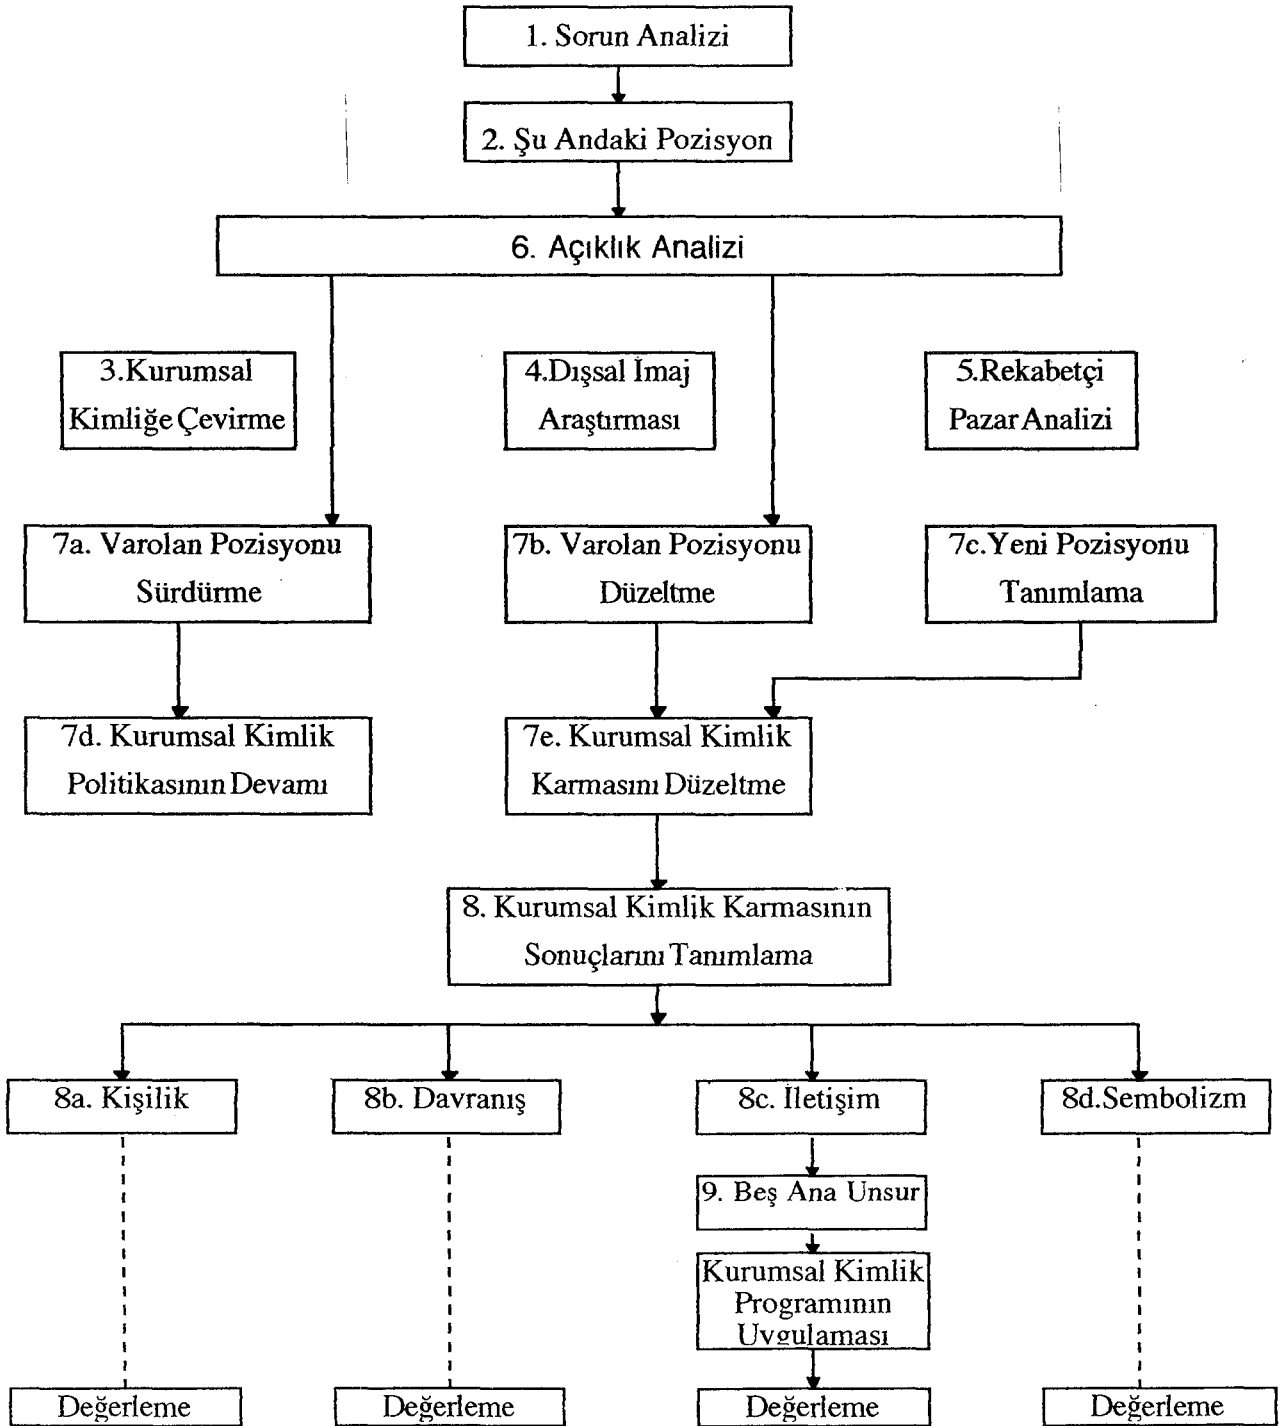 1. Sorun Analizi
2. Şu Andaki Pozisyon
6. Açıklık Analizi
3.Kurumsal
Kimliğe Çevirme
4.Dışsal İmaj
Araştırması
5.Rekabetçi
Pazar Analizi
7a. Varolan Pozisyonu
Sürdürme
7b. Varolan Pozisyonu
Düzeltme
7c.Yeni Pozisyonu
Tanımlama
7d. Kurumsal Kimlik
Politikasının Devamı
7e. Kurumsal Kimlik
Karmasını Düzeltme
8. Kurumsal Kimlik Karmasının
Sonuçlarını Tanımlama
8a. Kişilik
8b. Davranış
8c. İletişim
8d.Sembolizm
9. Beş Ana Unsur
Kurumsal Kimlik
Programının
Uygulaması
Değerleme
Değerleme
Değerleme
Değerleme